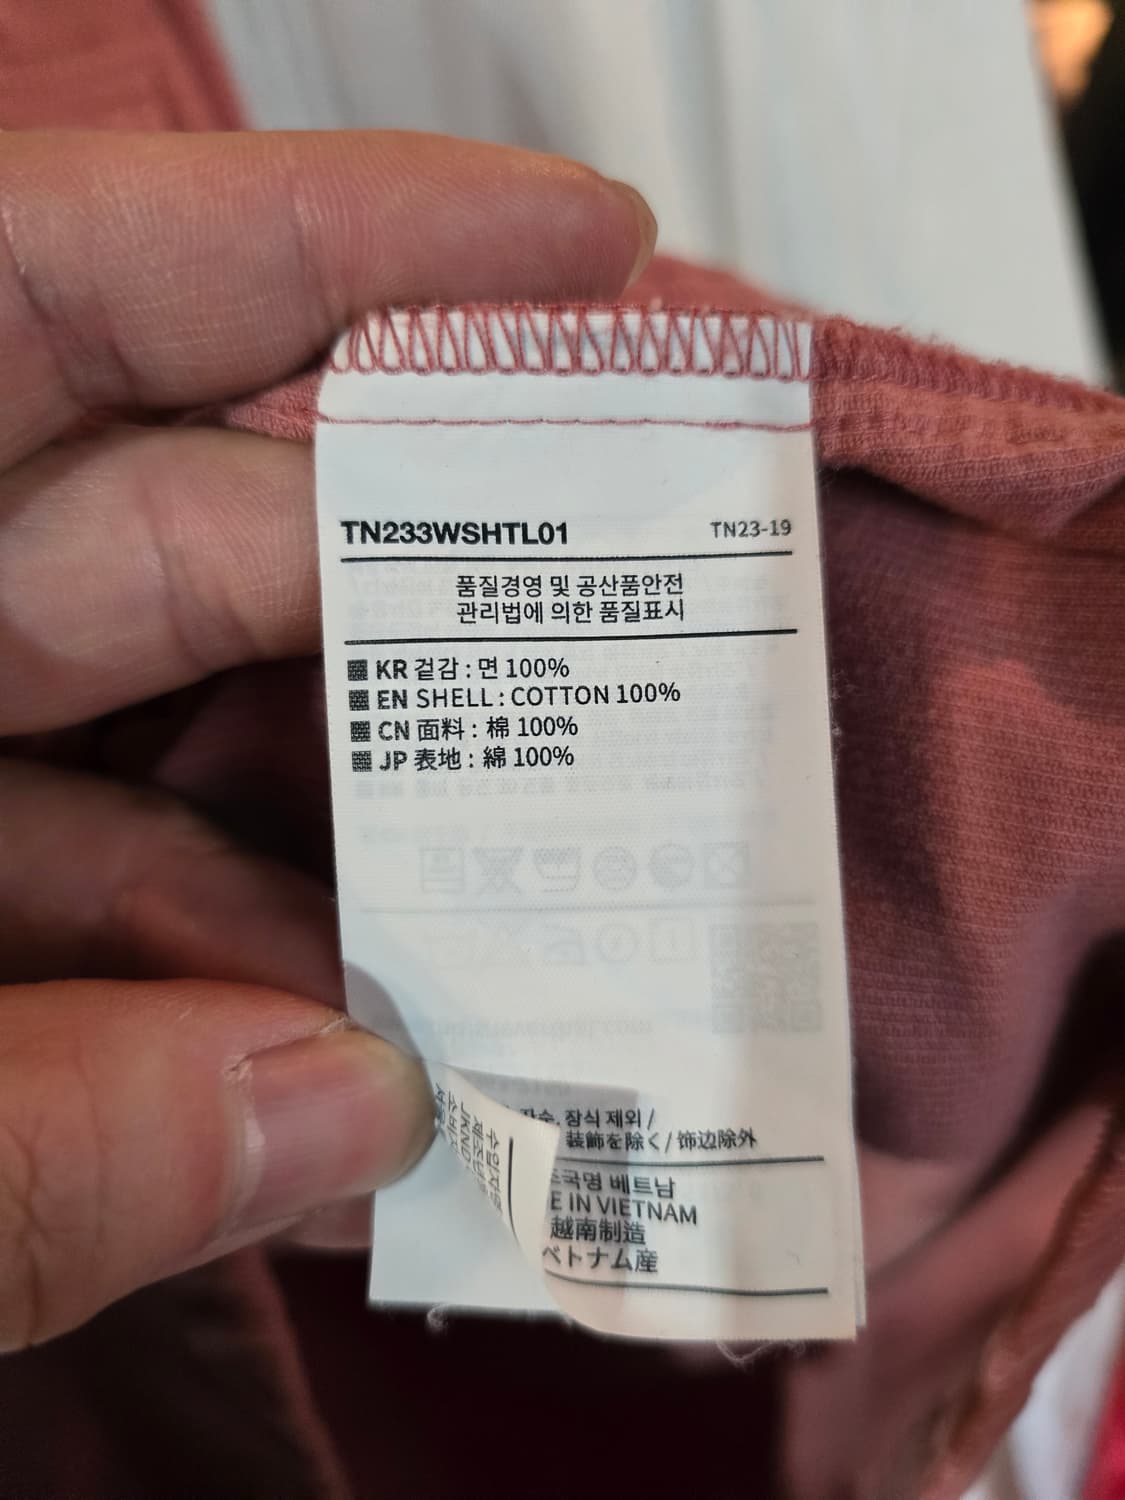 TN233WSHTL01 TN23-19
품질경영 및 공산품안전
관리법에 의한 품질표시
KR 겉감 : 면 100%
EN SHELL : COTTON 100%
CN 面料 : 棉 100%
JP 表地 : 綿 100%
장식 제외 /
装飾を除く / 饰边除外
국명 베트남
E IN VIETNAM
越南制造
ベトナム産